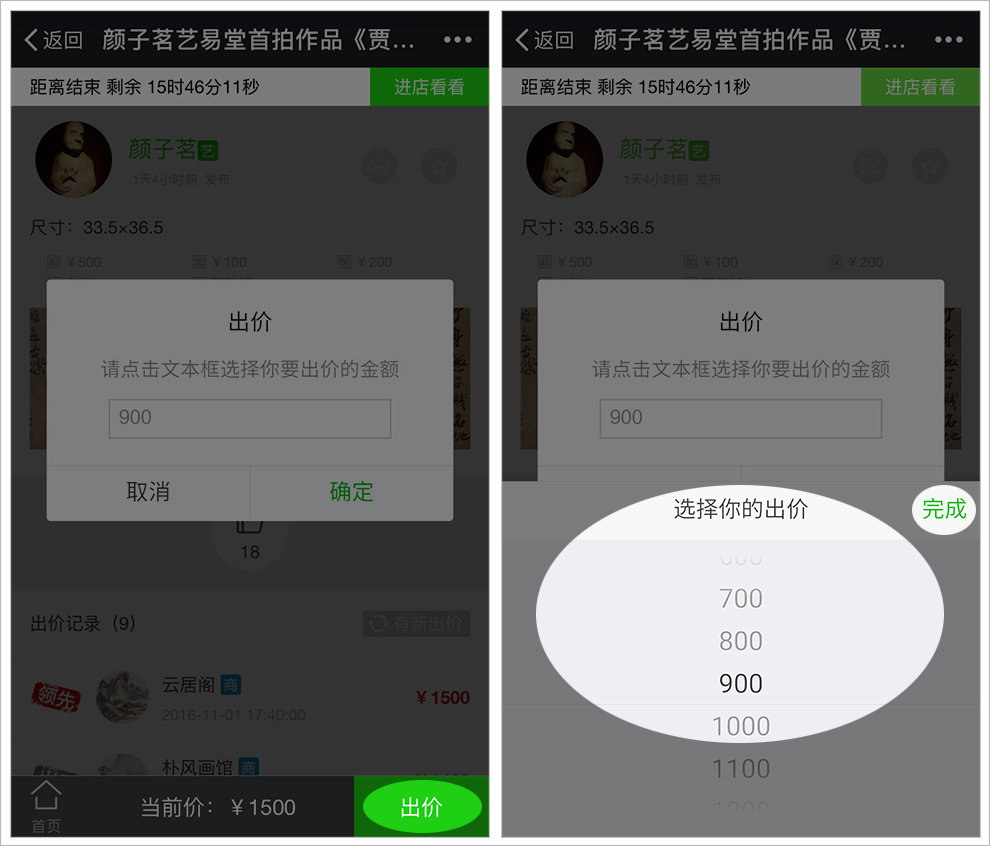 返回 颜子茗艺易堂首拍作品《贾...
距离结束 剩余 15时46分11秒 进店看看
颜子茗 艺
1天4小时前 发布
尺寸：33.5×36.5
起 ¥500 加 ¥100 保 ¥200
出价
请点击文本框选择你要出价的金额
900
取消 确定
18
出价记录（9） 有新出价
领先 云居阁 商 ¥1500
2016-11-01 17:40:00
朴风画馆 商
首页 当前价：¥1500 出价
返回 颜子茗艺易堂首拍作品《贾...
距离结束 剩余 15时46分11秒 进店看看
颜子茗 艺
1天4小时前 发布
尺寸：33.5×36.5
起 ¥500 加 ¥100 保 ¥200
出价
请点击文本框选择你要出价的金额
900
选择你的出价 完成
600
700
800
900
1000
1100
1200